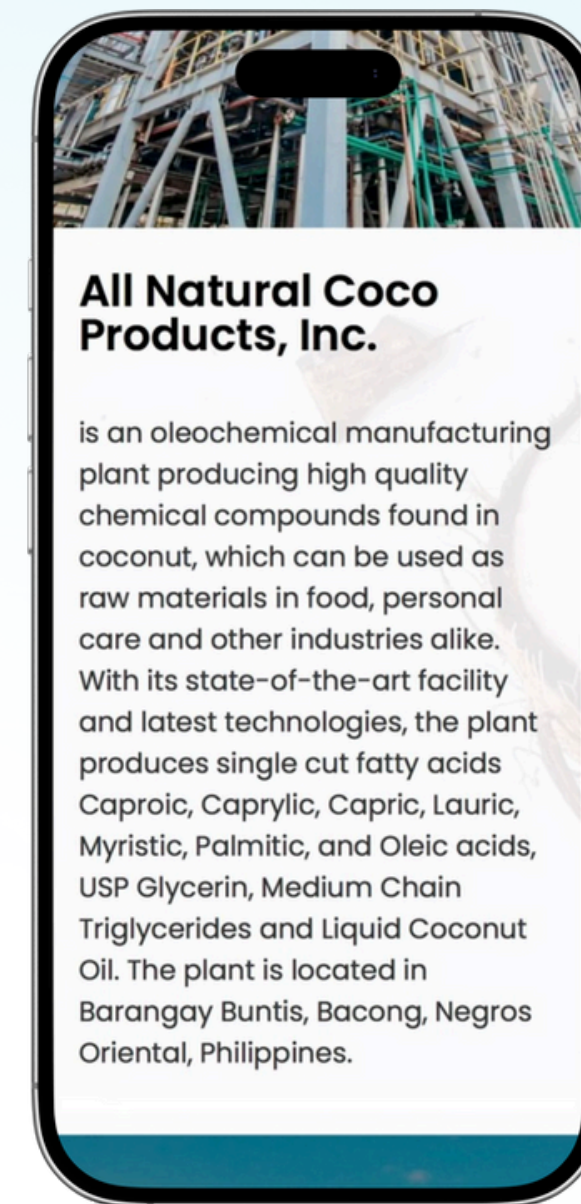 All Natural Coco
Products, Inc.
is an oleochemical manufacturing
plant producing high quality
chemical compounds found in
coconut, which can be used as
raw materials in food, personal
care and other industries alike.
With its state-of-the-art facility
and latest technologies, the plant
produces single cut fatty acids
Caproic, Caprylic, Capric, Lauric,
Myristic, Palmitic, and Oleic acids,
USP Glycerin, Medium Chain
Triglycerides and Liquid Coconut
Oil. The plant is located in
Barangay Buntis, Bacong, Negros
Oriental, Philippines.